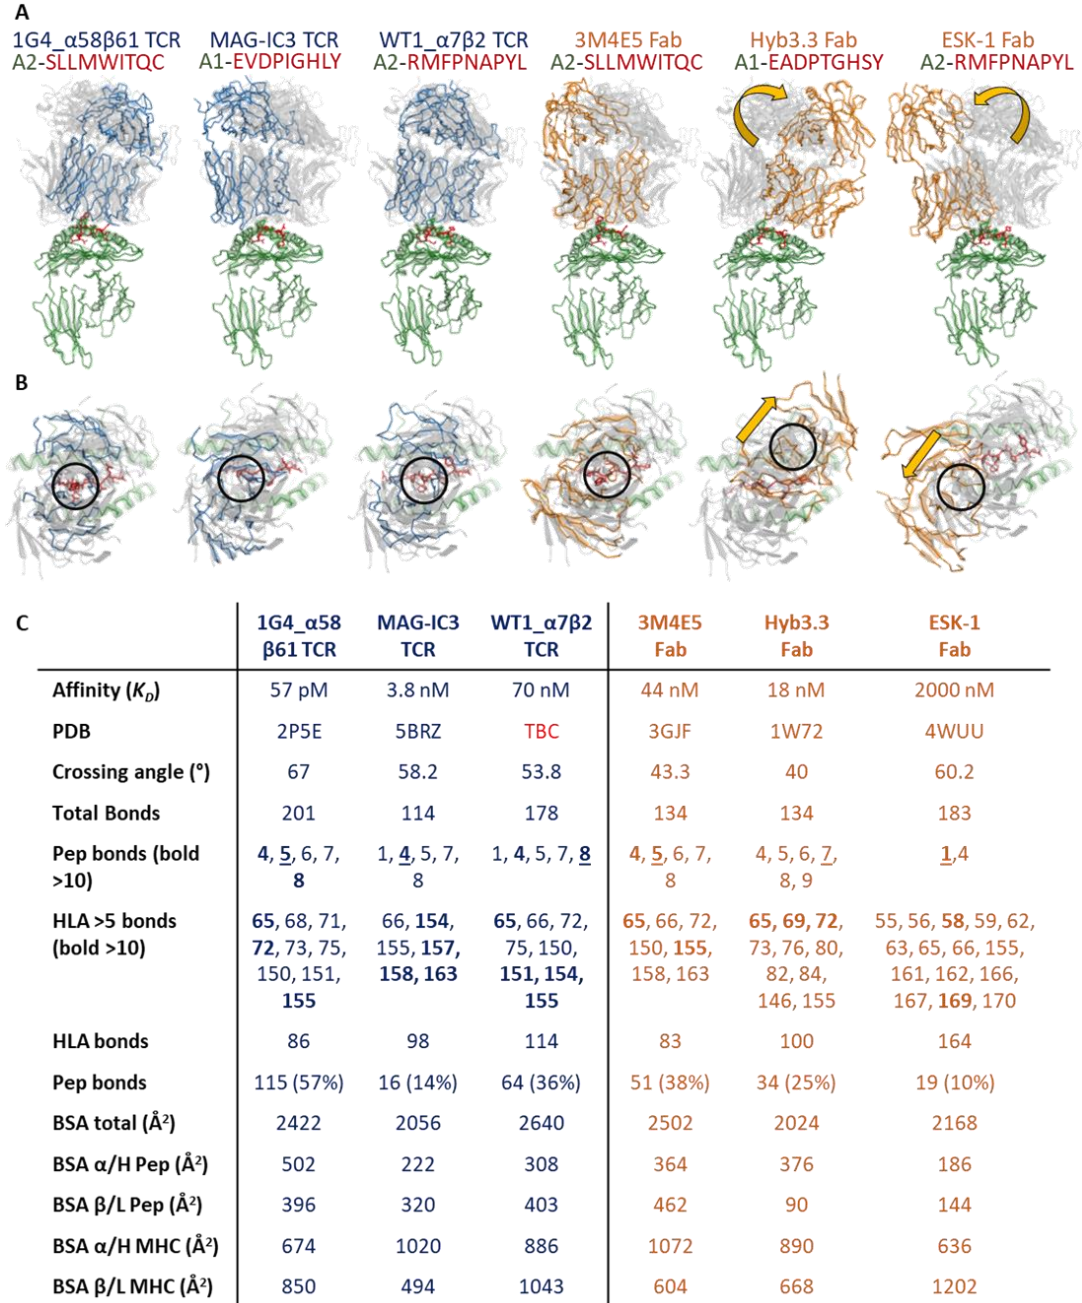 A
1G4_α58β61 TCR MAG-IC3 TCR WT1_α7β2 TCR 3M4E5 Fab Hyb3.3 Fab ESK-1 Fab
A2-SLLMWITQC A1-EVDPIGHLY A2-RMFPNAPYL A2-SLLMWITQC A1-EADPTGHSY A2-RMFPNAPYL
B
C 1G4_α58 MAG-IC3 WT1_α7β2 3M4E5 Hyb3.3 ESK-1
β61 TCR TCR TCR Fab Fab Fab
Affinity (K_D) 57 pM 3.8 nM 70 nM 44 nM 18 nM 2000 nM
PDB 2P5E 5BRZ TBC 3GJF 1W72 4WUU
Crossing angle (°) 67 58.2 53.8 43.3 40 60.2
Total Bonds 201 114 178 134 134 183
Pep bonds (bold 4, 5, 6, 7, 1, 4, 5, 7, 1, 4, 5, 7, 8 4, 5, 6, 7, 4, 5, 6, 7, 1,4
>10) 8 8 8 8, 9
HLA >5 bonds 65, 68, 71, 66, 154, 65, 66, 72, 65, 66, 72, 65, 69, 72, 55, 56, 58, 59, 62,
(bold >10) 72, 73, 75, 155, 157, 75, 150, 150, 155, 73, 76, 80, 63, 65, 66, 155,
150, 151, 158, 163 151, 154, 158, 163 82, 84, 161, 162, 166,
155 155 146, 155 167, 169, 170
HLA bonds 86 98 114 83 100 164
Pep bonds 115 (57%) 16 (14%) 64 (36%) 51 (38%) 34 (25%) 19 (10%)
BSA total (Å²) 2422 2056 2640 2502 2024 2168
BSA α/H Pep (Å²) 502 222 308 364 376 186
BSA β/L Pep (Å²) 396 320 403 462 90 144
BSA α/H MHC (Å²) 674 1020 886 1072 890 636
BSA β/L MHC (Å²) 850 494 1043 604 668 1202